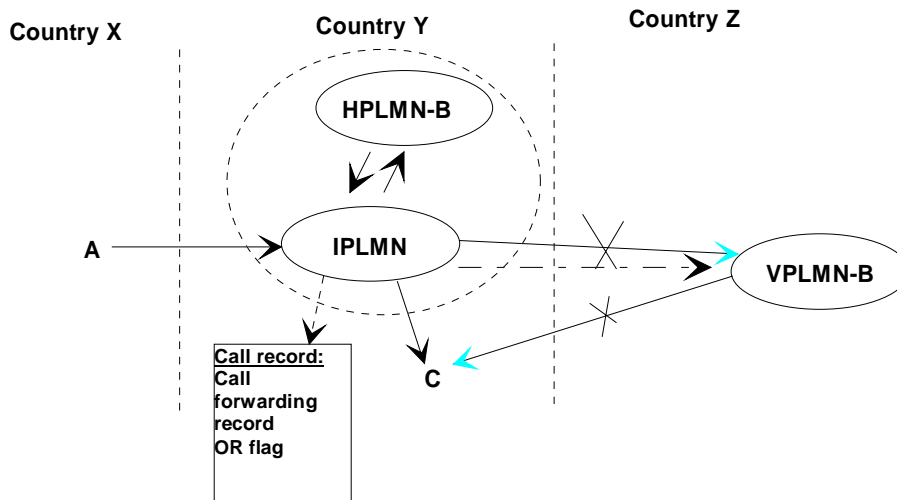 Country X
Country Y
Country Z
HPLMN-B
A
IPLMN
VPLMN-B
C
Call record:
Call
forwarding
record
OR flag